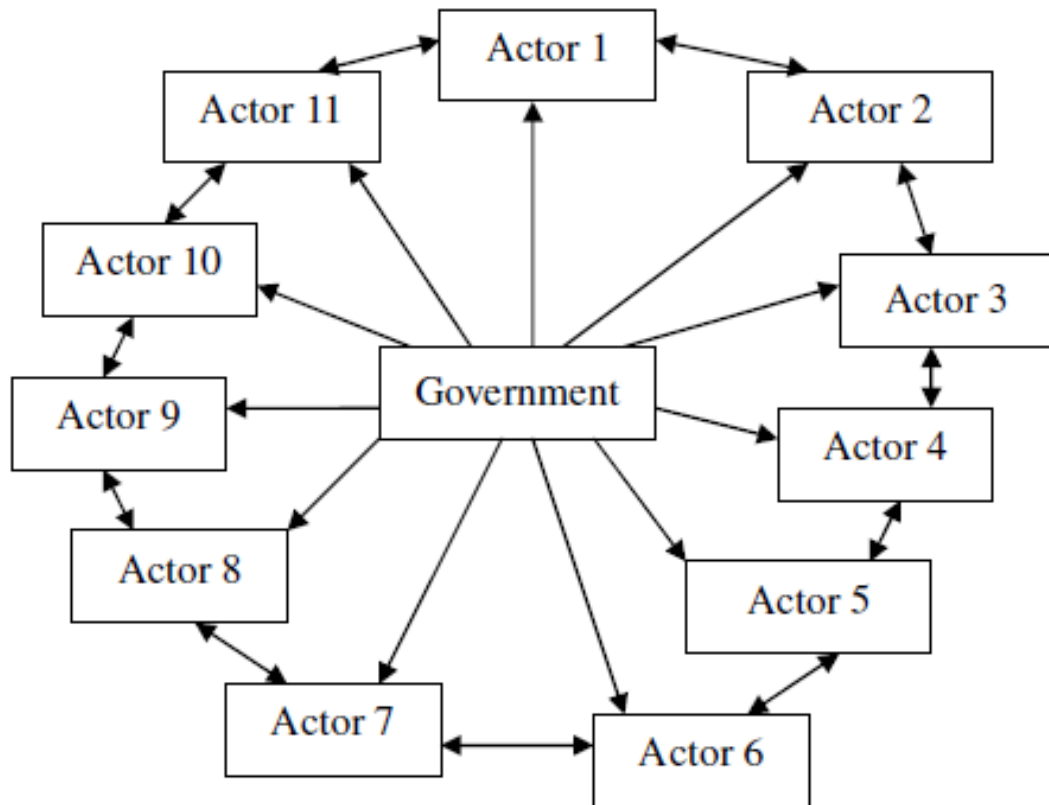 Actor 1
Actor 11
Actor 2
Actor 10
Actor 3
Government
Actor 9
Actor 4
Actor 8
Actor 5
Actor 7
Actor 6